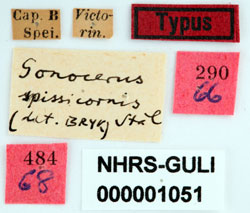 Cap. B
Spei.
Victo-
rin.
Typus
Gonocerus
spissicornis
(det. BRYK) Stål
290
66
484
68
NHRS-GULI
000001051